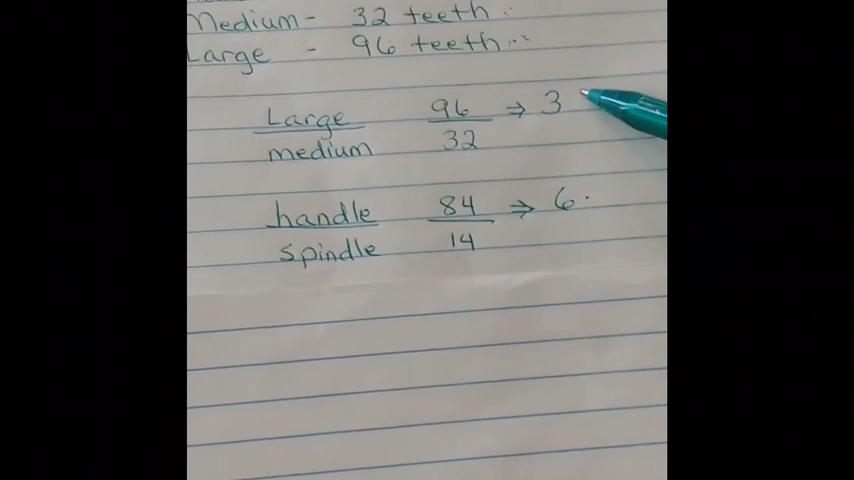 Medium - 32 teeth
Large - 96 teeth
Large 96 → 3
medium 32
handle 84 → 6.
spindle 14